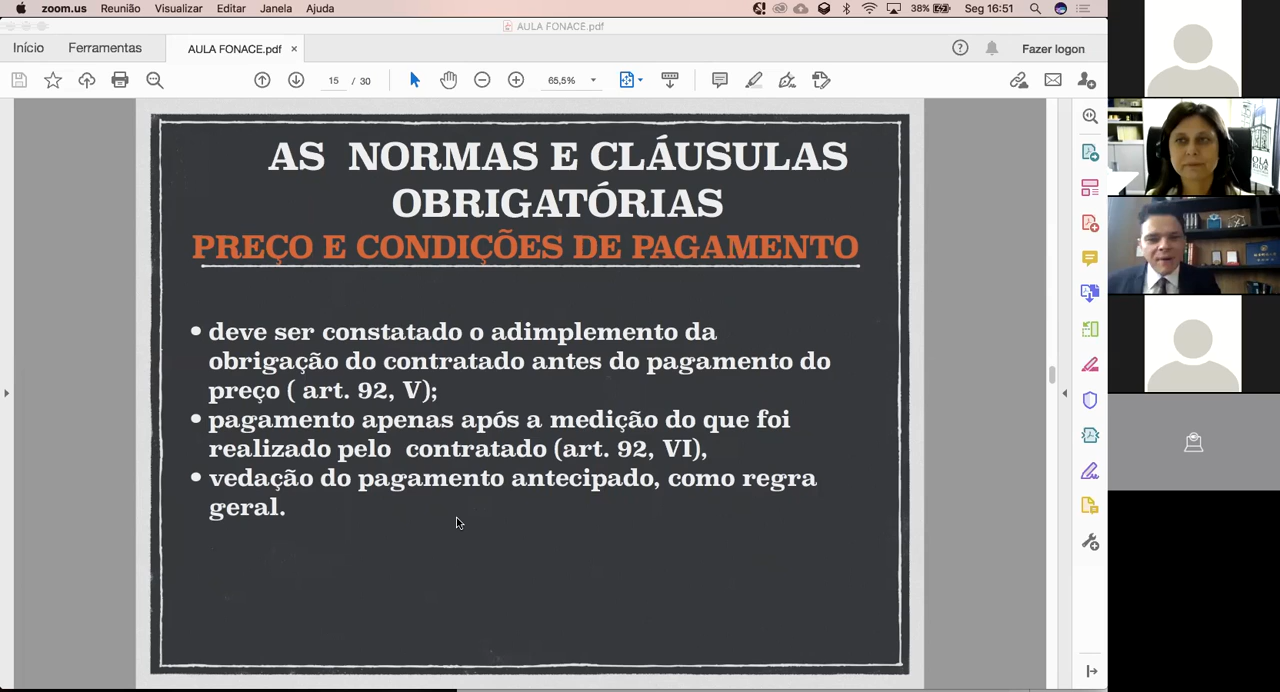 zoom.us Reunião Visualizar Editar Janela Ajuda 38% Seg 16:51
AULA FONACE.pdf
Início Ferramentas AULA FONACE.pdf × Fazer logon
15 / 30 65,5%
AS NORMAS E CLÁUSULAS
OBRIGATÓRIAS
PREÇO E CONDIÇÕES DE PAGAMENTO
• deve ser constatado o adimplemento da
obrigação do contratado antes do pagamento do
preço ( art. 92, V);
• pagamento apenas após a medição do que foi
realizado pelo contratado (art. 92, VI),
• vedação do pagamento antecipado, como regra
geral.